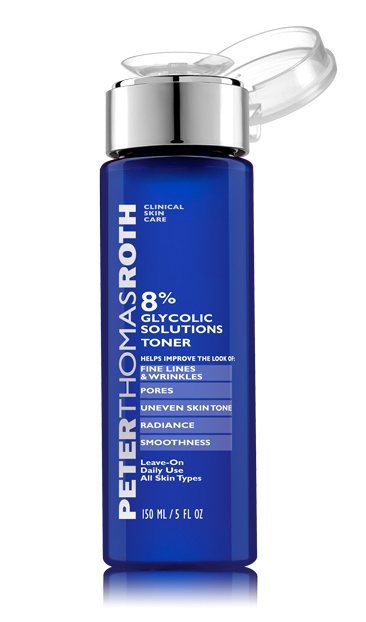 PETERTHOMASROTH
CLINICAL
SKIN
CARE
8%
GLYCOLIC
SOLUTIONS
TONER
HELPS IMPROVE THE LOOK OF:
FINE LINES
& WRINKLES
PORES
UNEVEN SKIN TONE
RADIANCE
SMOOTHNESS
Leave-On
Daily Use
All Skin Types
150 ML / 5 FL OZ